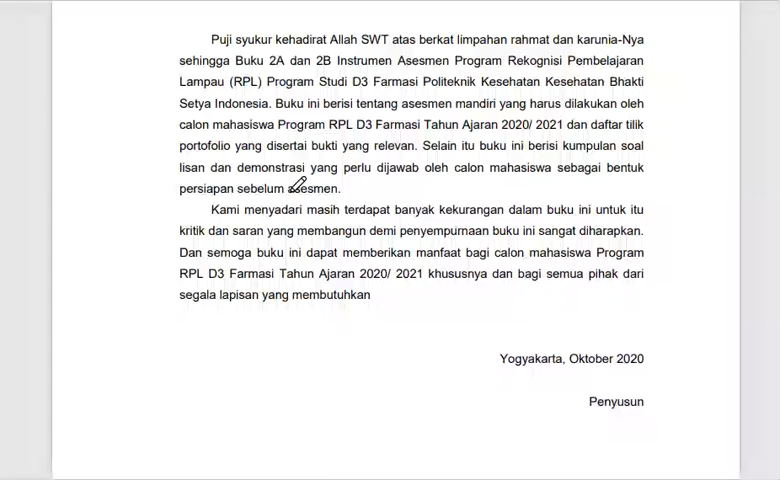 Puji syukur kehadirat Allah SWT atas berkat limpahan rahmat dan karunia-Nya
sehingga Buku 2A dan 2B Instrumen Asesmen Program Rekognisi Pembelajaran
Lampau (RPL) Program Studi D3 Farmasi Politeknik Kesehatan Kesehatan Bhakti
Setya Indonesia. Buku ini berisi tentang asesmen mandiri yang harus dilakukan oleh
calon mahasiswa Program RPL D3 Farmasi Tahun Ajaran 2020/ 2021 dan daftar tilik
portofolio yang disertai bukti yang relevan. Selain itu buku ini berisi kumpulan soal
lisan dan demonstrasi yang perlu dijawab oleh calon mahasiswa sebagai bentuk
persiapan sebelum asesmen.
Kami menyadari masih terdapat banyak kekurangan dalam buku ini untuk itu
kritik dan saran yang membangun demi penyempurnaan buku ini sangat diharapkan.
Dan semoga buku ini dapat memberikan manfaat bagi calon mahasiswa Program
RPL D3 Farmasi Tahun Ajaran 2020/ 2021 khususnya dan bagi semua pihak dari
segala lapisan yang membutuhkan
Yogyakarta, Oktober 2020
Penyusun